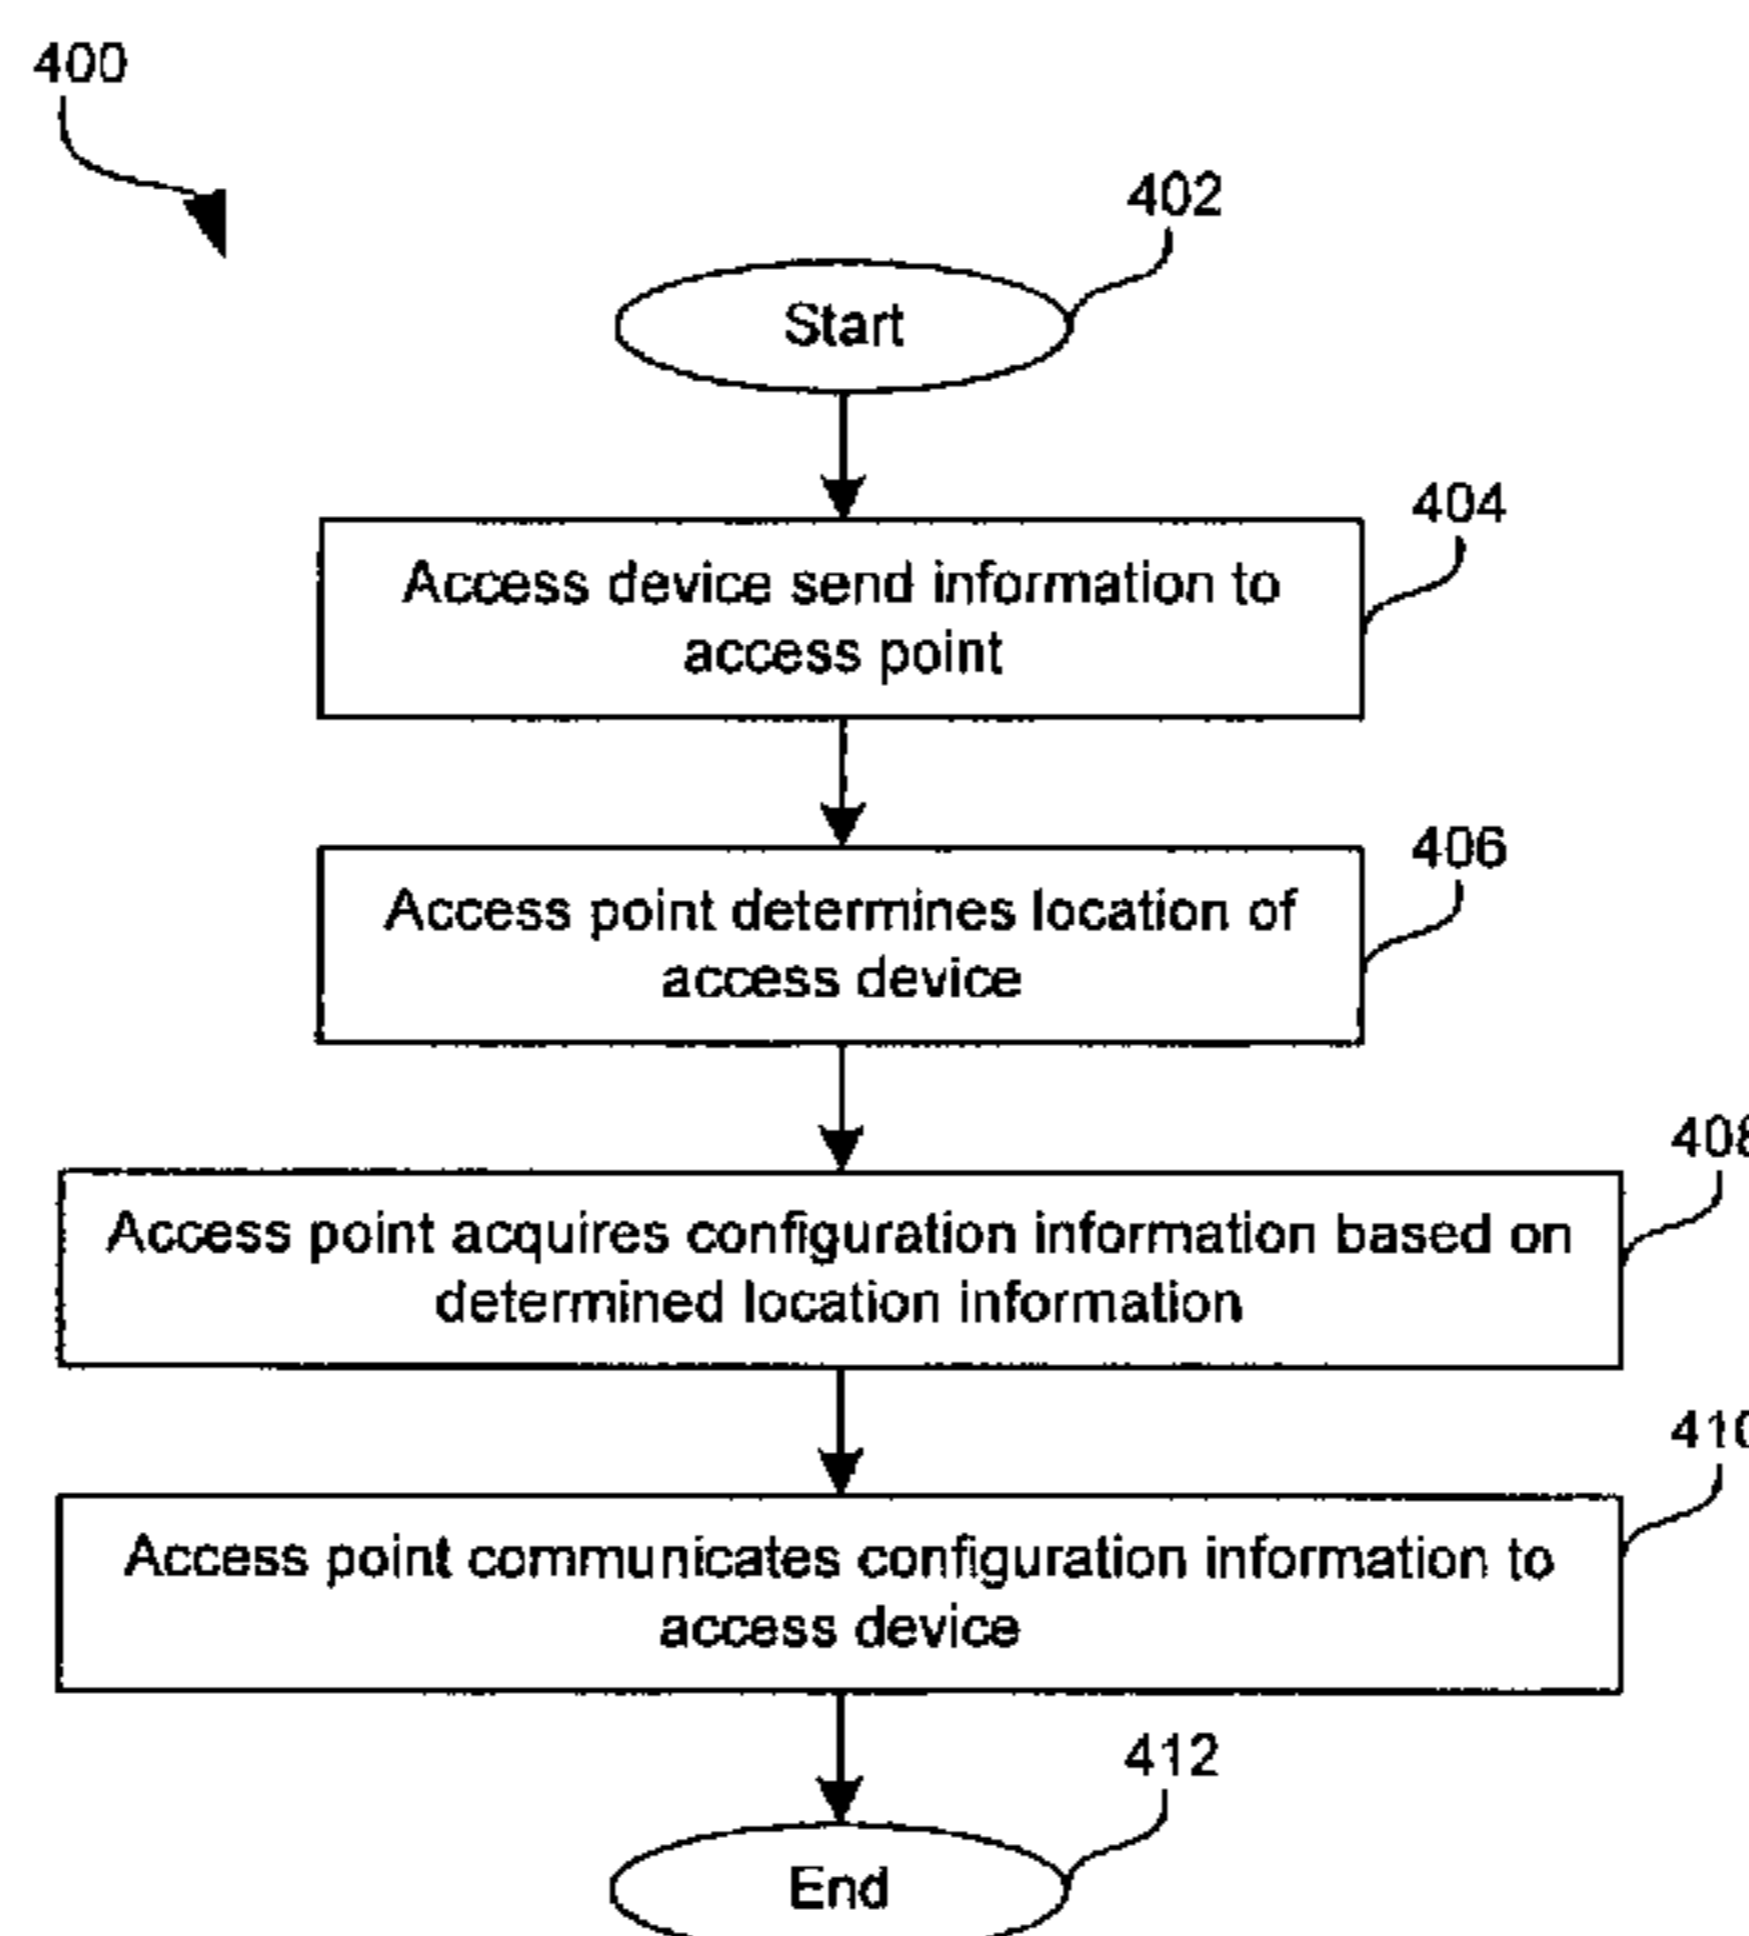 400
402
Start
404
Access device send information to
access point
406
Access point determines location of
access device
408
Access point acquires configuration information based on
determined location information
410
Access point communicates configuration information to
access device
412
End